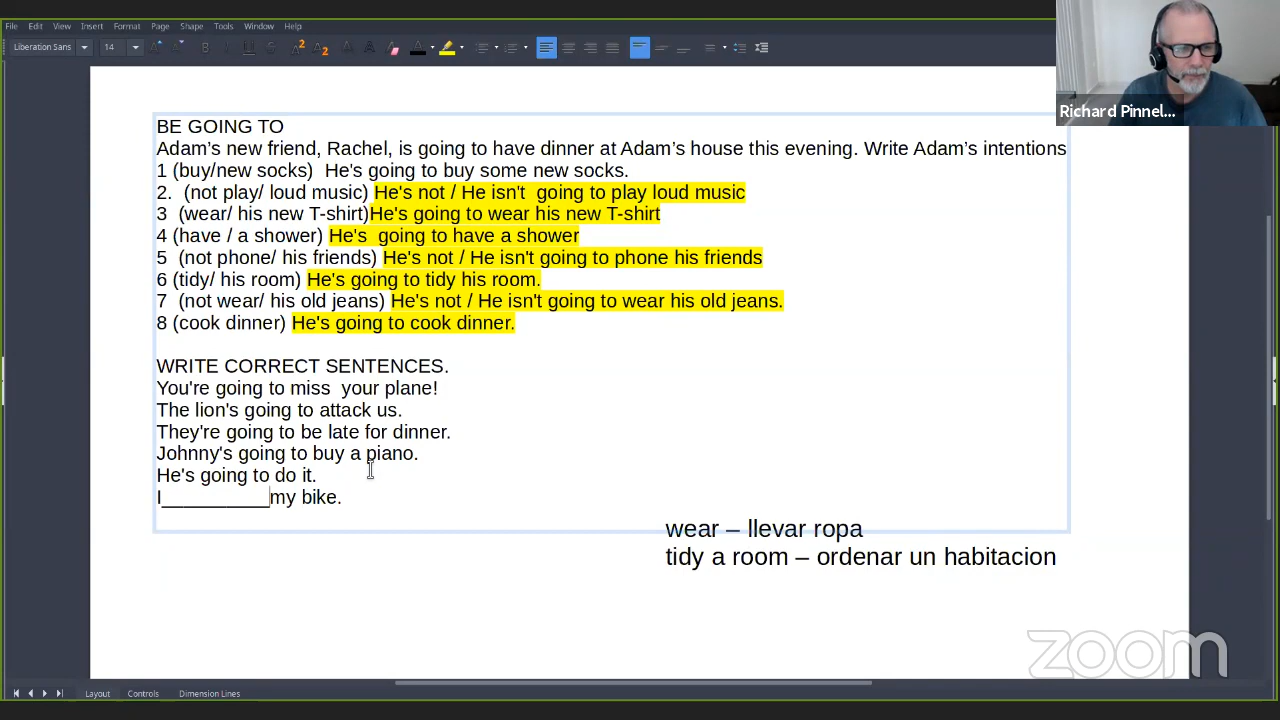 File Edit View Insert Format Page Shape Tools Window Help
Liberation Sans 14
Richard Pinnel...
BE GOING TO
Adam's new friend, Rachel, is going to have dinner at Adam's house this evening. Write Adam's intentions
1 (buy/new socks)  He's going to buy some new socks.
2.  (not play/ loud music) He's not / He isn't  going to play loud music
3  (wear/ his new T-shirt)He's going to wear his new T-shirt
4 (have / a shower) He's  going to have a shower
5  (not phone/ his friends) He's not / He isn't going to phone his friends
6 (tidy/ his room) He's going to tidy his room.
7  (not wear/ his old jeans) He's not / He isn't going to wear his old jeans.
8 (cook dinner) He's going to cook dinner.
WRITE CORRECT SENTENCES.
You're going to miss  your plane!
The lion's going to attack us.
They're going to be late for dinner.
Johnny's going to buy a piano.
He's going to do it.
I__________my bike.
wear – llevar ropa
tidy a room – ordenar un habitacion
zoom
Layout Controls Dimension Lines